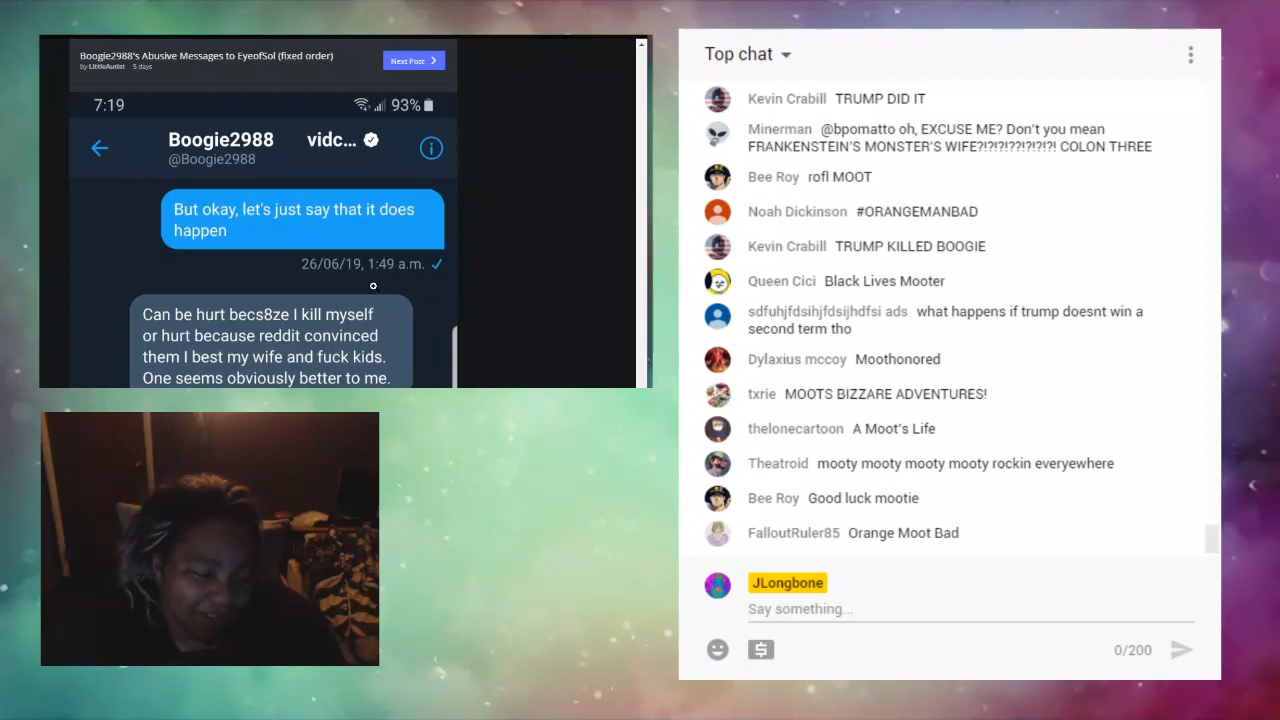 Boogie2988's Abusive Messages to EyeofSol (fixed order)
by LittleAutist 5 days
Next Post >
7:19
93%
Boogie2988 vidc...
@Boogie2988
But okay, let's just say that it does
happen
26/06/19, 1:49 a.m.
Can be hurt becs8ze I kill myself
or hurt because reddit convinced
them I best my wife and fuck kids.
One seems obviously better to me.
Top chat
Kevin Crabill TRUMP DID IT
Minerman @bpomatto oh, EXCUSE ME? Don't you mean
FRANKENSTEIN'S MONSTER'S WIFE?!?!?!??!?!?!?! COLON THREE
Bee Roy rofl MOOT
Noah Dickinson #ORANGEMANBAD
Kevin Crabill TRUMP KILLED BOOGIE
Queen Cici Black Lives Mooter
sdfuhjfdsihjfdsijhdfsi ads what happens if trump doesnt win a
second term tho
Dylaxius mccoy Moothonored
txrie MOOTS BIZZARE ADVENTURES!
thelonecartoon A Moot's Life
Theatroid mooty mooty mooty mooty rockin everyewhere
Bee Roy Good luck mootie
FalloutRuler85 Orange Moot Bad
JLongbone
Say something...
0/200